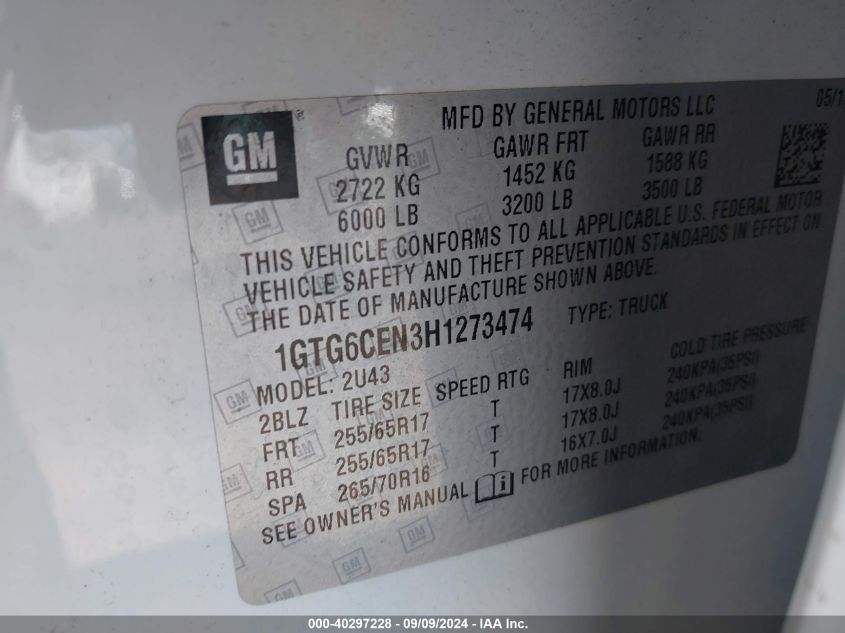 GM
MFD BY GENERAL MOTORS LLC
05/1
GVWR GAWR FRT GAWR RR
2722 KG 1452 KG 1588 KG
6000 LB 3200 LB 3500 LB
THIS VEHICLE CONFORMS TO ALL APPLICABLE U.S. FEDERAL MOTOR
VEHICLE SAFETY AND THEFT PREVENTION STANDARDS IN EFFECT ON
THE DATE OF MANUFACTURE SHOWN ABOVE.
1GTG6CEN3H1273474 TYPE: TRUCK
MODEL: 2U43
2BLZ TIRE SIZE SPEED RTG RIM COLD TIRE PRESSURE
FRT 255/65R17 T 17X8.0J 240KPA(35PSI)
RR 255/65R17 T 17X8.0J 240KPA(35PSI)
SPA 265/70R16 T 16X7.0J 240KPA(35PSI)
SEE OWNER'S MANUAL FOR MORE INFORMATION.
000-40297228 - 09/09/2024 - IAA Inc.